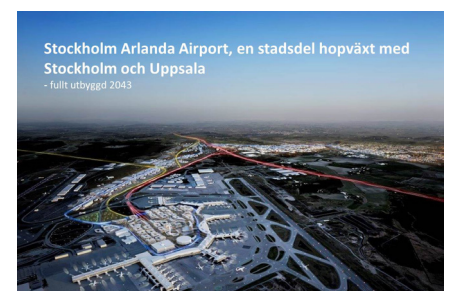 Stockholm Arlanda Airport, en stadsdel hopväxt med
Stockholm och Uppsala
- fullt utbyggd 2043